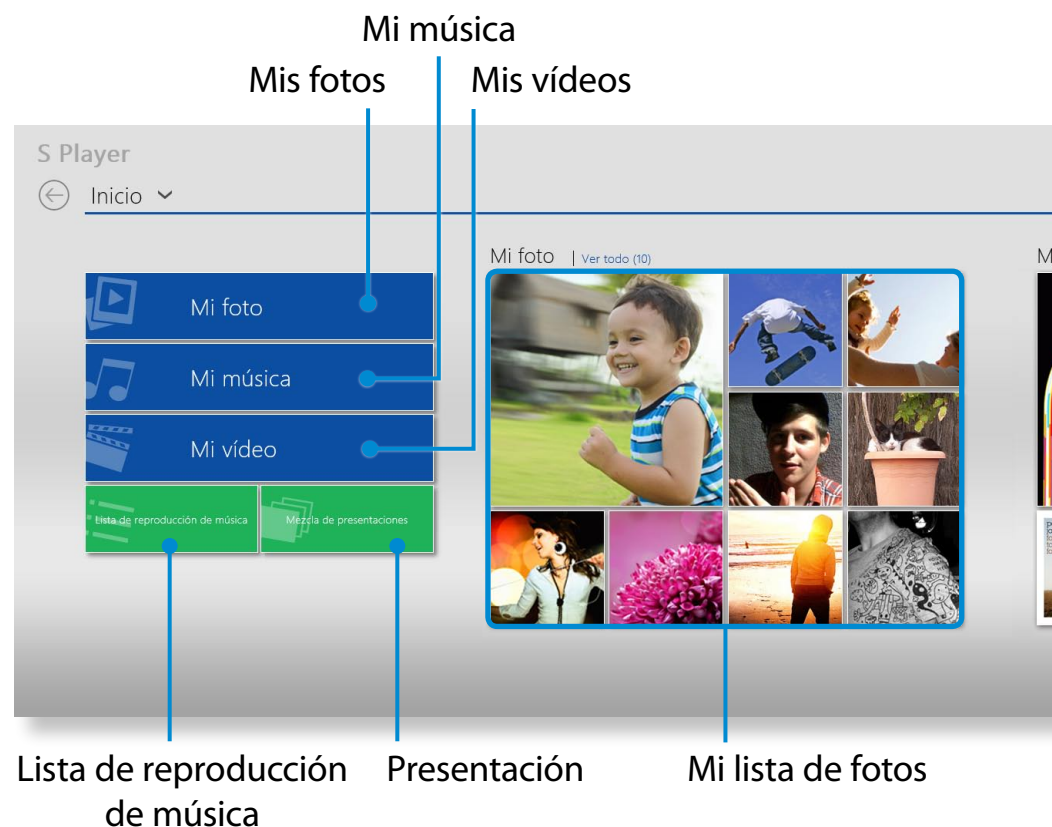 Mi música
Mis fotos
Mis vídeos
S Player
Inicio
Mi foto | Ver todo (10)
M
Mi foto
Mi música
Mi vídeo
Lista de reproducción de música
Mezcla de presentaciones
Lista de reproducción
de música
Presentación
Mi lista de fotos